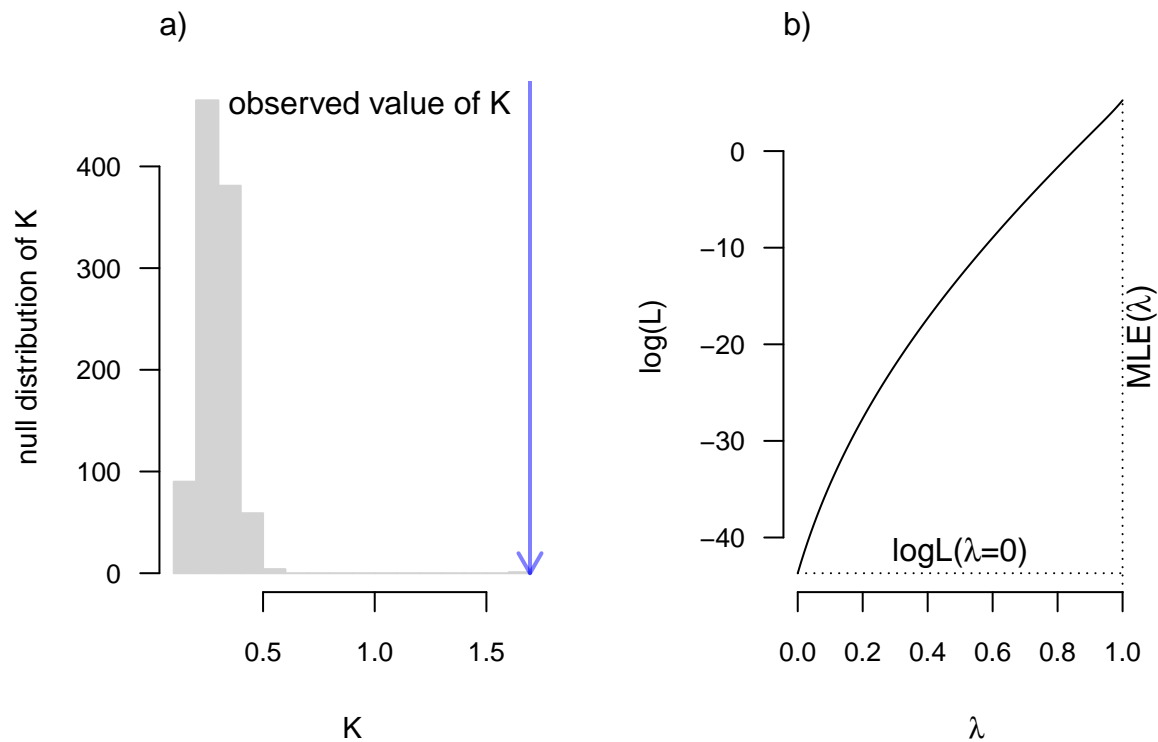 a)
observed value of K
400
300
200
100
0
null distribution of K
0.5 1.0 1.5
K
b)
0
−10
−20
−30
−40
log(L)
MLE(λ)
logL(λ=0)
0.0 0.2 0.4 0.6 0.8 1.0
λ